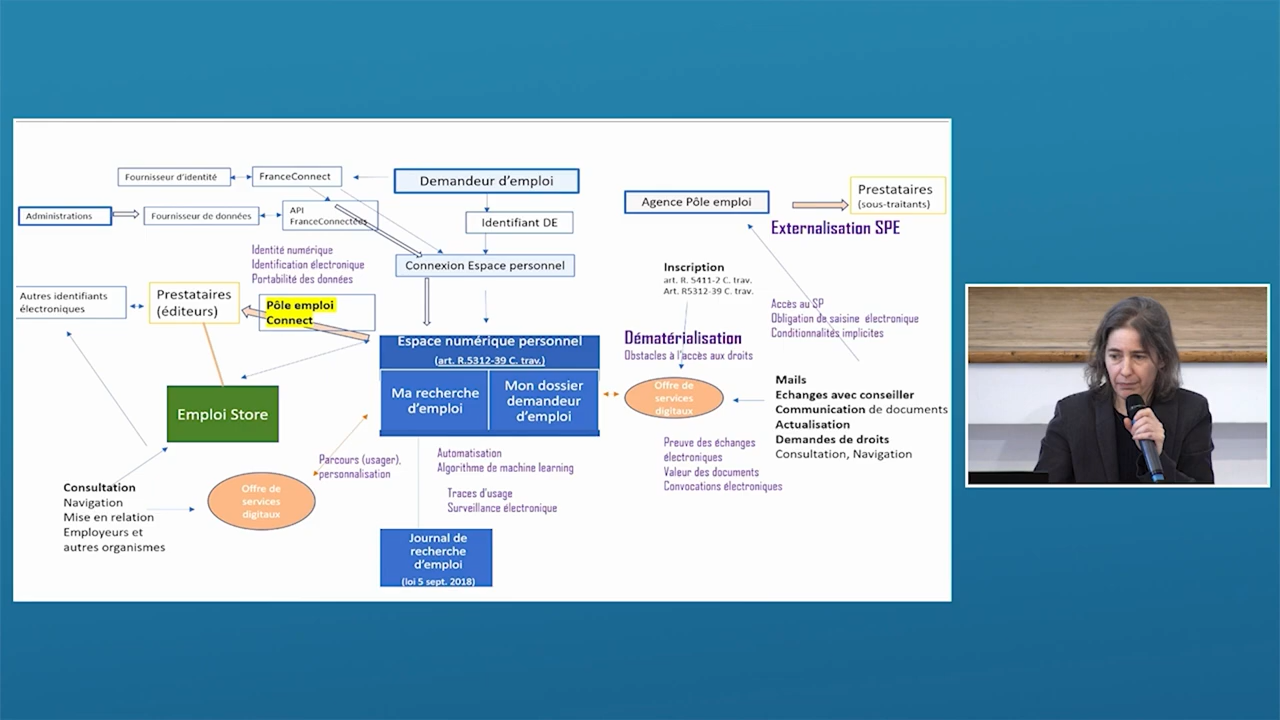 Fournisseur d'identité
FranceConnect
Demandeur d'emploi
Administrations
Fournisseur de données
API
FranceConnectées
Identifiant DE
Agence Pôle emploi
Prestataires
(sous-traitants)
Externalisation SPE
Identité numérique
Identification électronique
Portabilité des données
Connexion Espace personnel
Inscription
art. R. 5411-2 C. trav.
Art. R5312-39 C. trav.
Autres identifiants
électroniques
Prestataires
(éditeurs)
Pôle emploi
Connect
Accès au SP
Obligation de saisine électronique
Conditionnalités implicites
Espace numérique personnel
(art. R.5312-39 C. trav.)
Ma recherche
d'emploi
Mon dossier
demandeur
d'emploi
Dématérialisation
Obstacles à l'accès aux droits
Offre de
services
digitaux
Mails
Echanges avec conseiller
Communication de documents
Actualisation
Demandes de droits
Consultation, Navigation
Emploi Store
Preuve des échanges
électroniques
Valeur des documents
Convocations électroniques
Parcours (usager),
personnalisation
Automatisation
Algorithme de machine learning
Traces d'usage
Surveillance électronique
Consultation
Navigation
Mise en relation
Employeurs et
autres organismes
Offre de
services
digitaux
Journal de
recherche
d'emploi
(loi 5 sept. 2018)